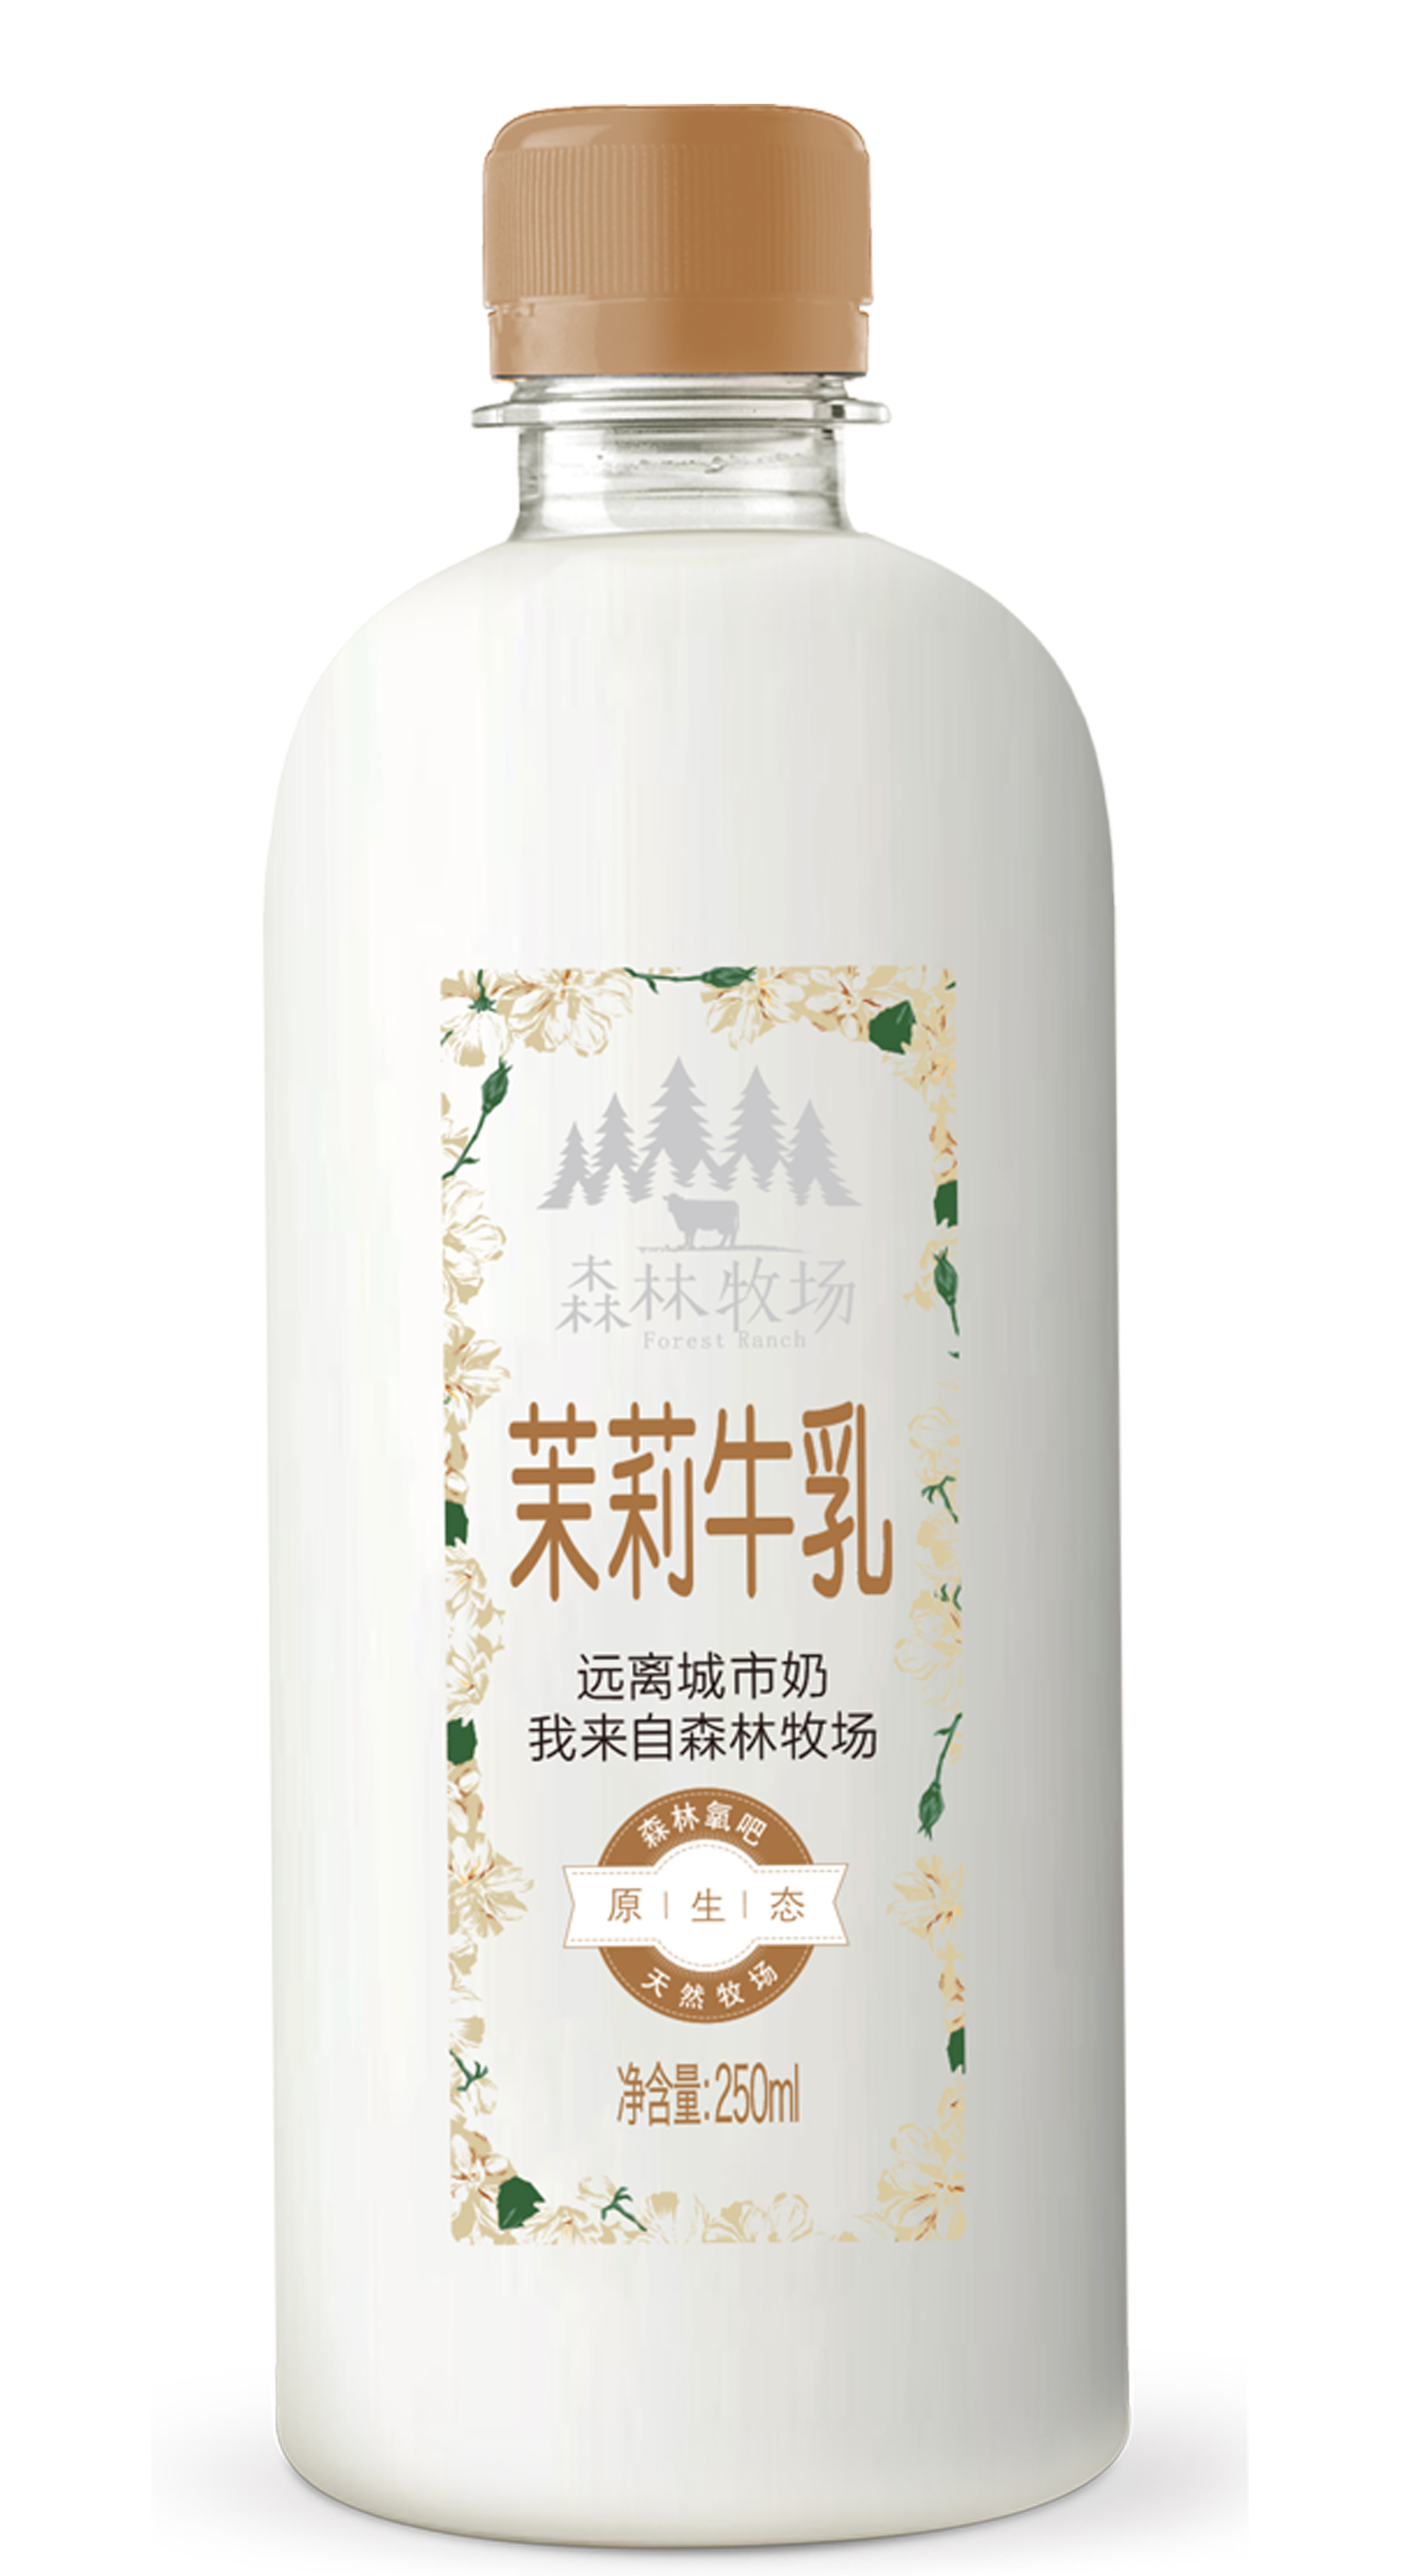 森林牧场
Forest Ranch
茉莉牛乳
远离城市奶
我来自森林牧场
森林氧吧
原|生|态
天然牧场
净含量:250ml